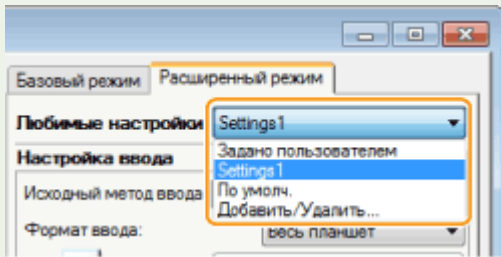 Базовый режим Расширенный режим
Любимые настройки Settings1
Задано пользователем
Настройка ввода
Settings1
Исходный метод ввода По умолч.
Добавить/Удалить...
Формат ввода: Весь планшет